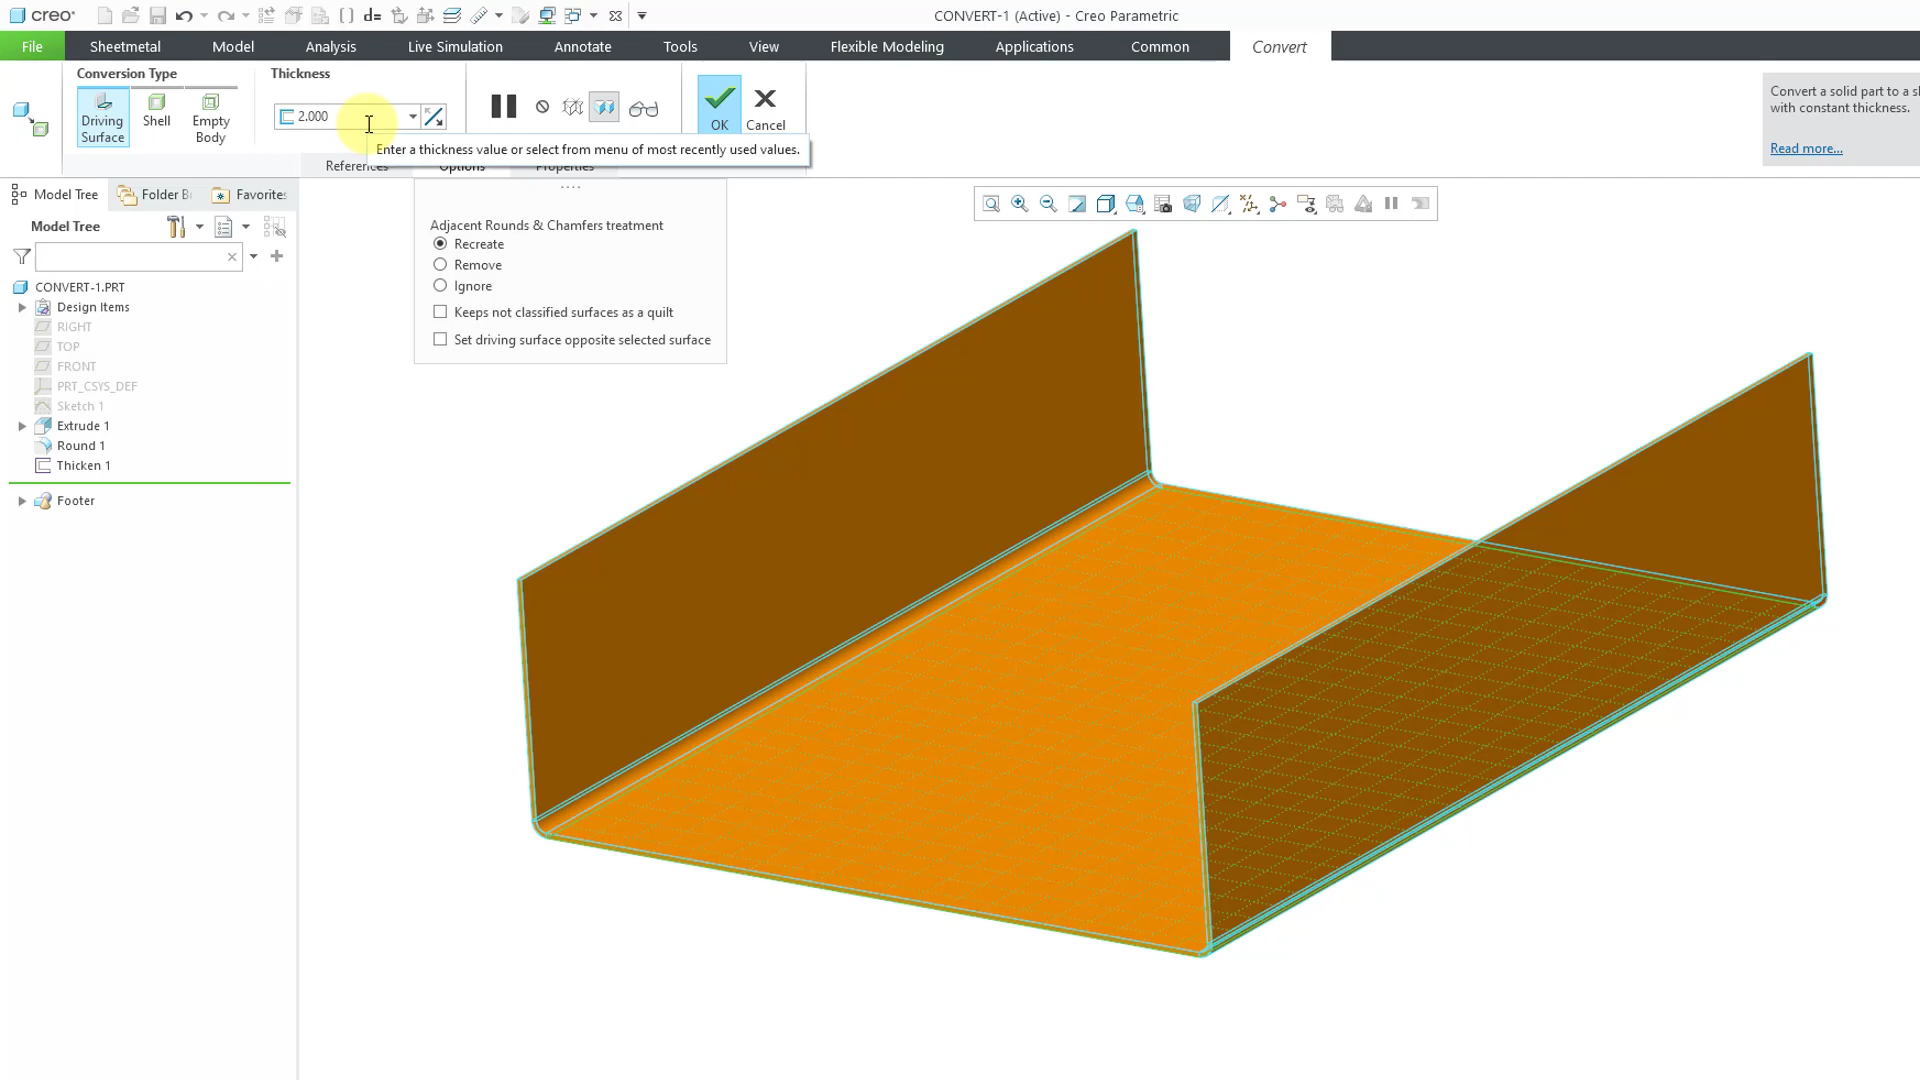 creo®
d=
CONVERT-1 (Active) - Creo Parametric
File
Sheetmetal
Model
Analysis
Live Simulation
Annotate
Tools
View
Flexible Modeling
Applications
Common
Convert
Conversion Type
Thickness
Driving
Surface
Shell
Empty
Body
2.000
OK
Cancel
Convert a solid part to a s
with constant thickness.
Read more...
Enter a thickness value or select from menu of most recently used values.
References
Options
Properties
Model Tree
Folder B
Favorites
Model Tree
Adjacent Rounds & Chamfers treatment
Recreate
Remove
Ignore
Keeps not classified surfaces as a quilt
Set driving surface opposite selected surface
CONVERT-1.PRT
Design Items
RIGHT
TOP
FRONT
PRT_CSYS_DEF
Sketch 1
Extrude 1
Round 1
Thicken 1
Footer